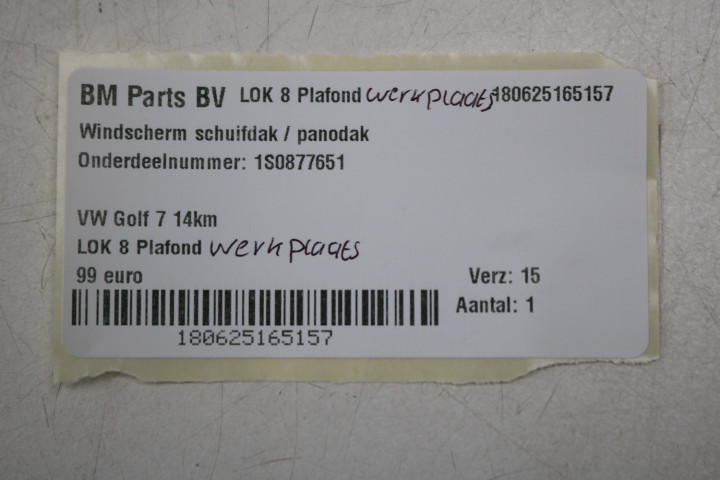 BM Parts BV LOK 8 Plafond werkplaats 180625165157
Windscherm schuifdak / panodak
Onderdeelnummer: 1S0877651
VW Golf 7 14km
LOK 8 Plafond werkplaats
99 euro Verz: 15
Aantal: 1
180625165157